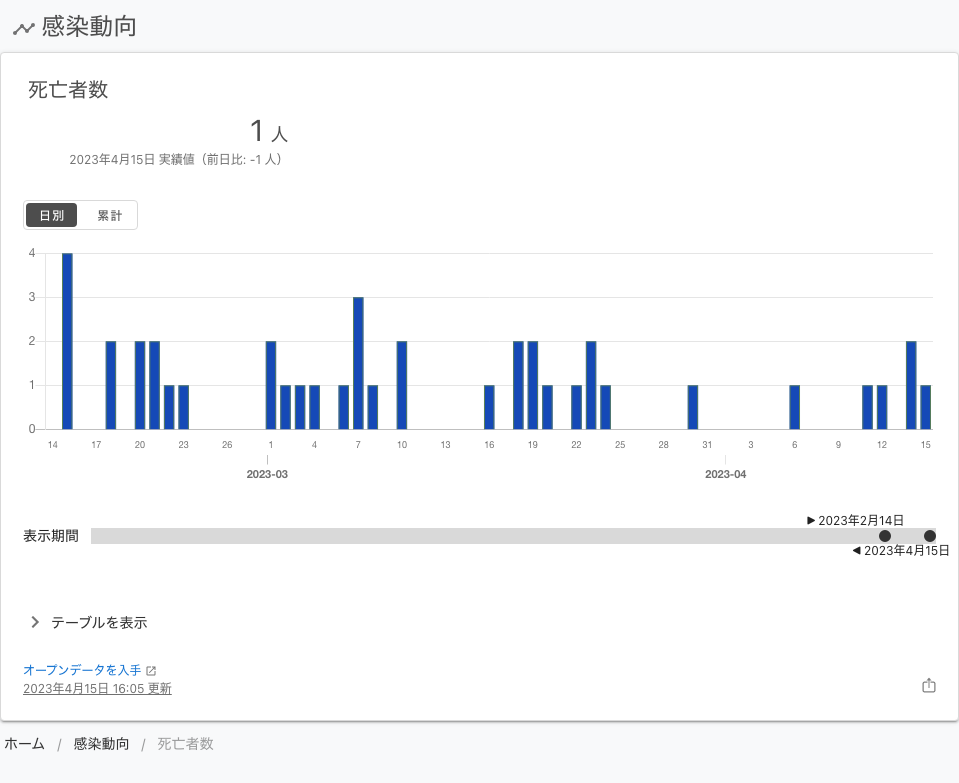 感染動向
死亡者数
1 人
2023年4月15日 実績値（前日比: -1 人）
日別 累計
4
3
2
1
0
14 17 20 23 26 1 4 7 10 13 16 19 22 25 28 31 3 6 9 12 15
2023-03 2023-04
2023年2月14日
表示期間
2023年4月15日
テーブルを表示
オープンデータを入手
2023年4月15日 16:05 更新
ホーム / 感染動向 / 死亡者数